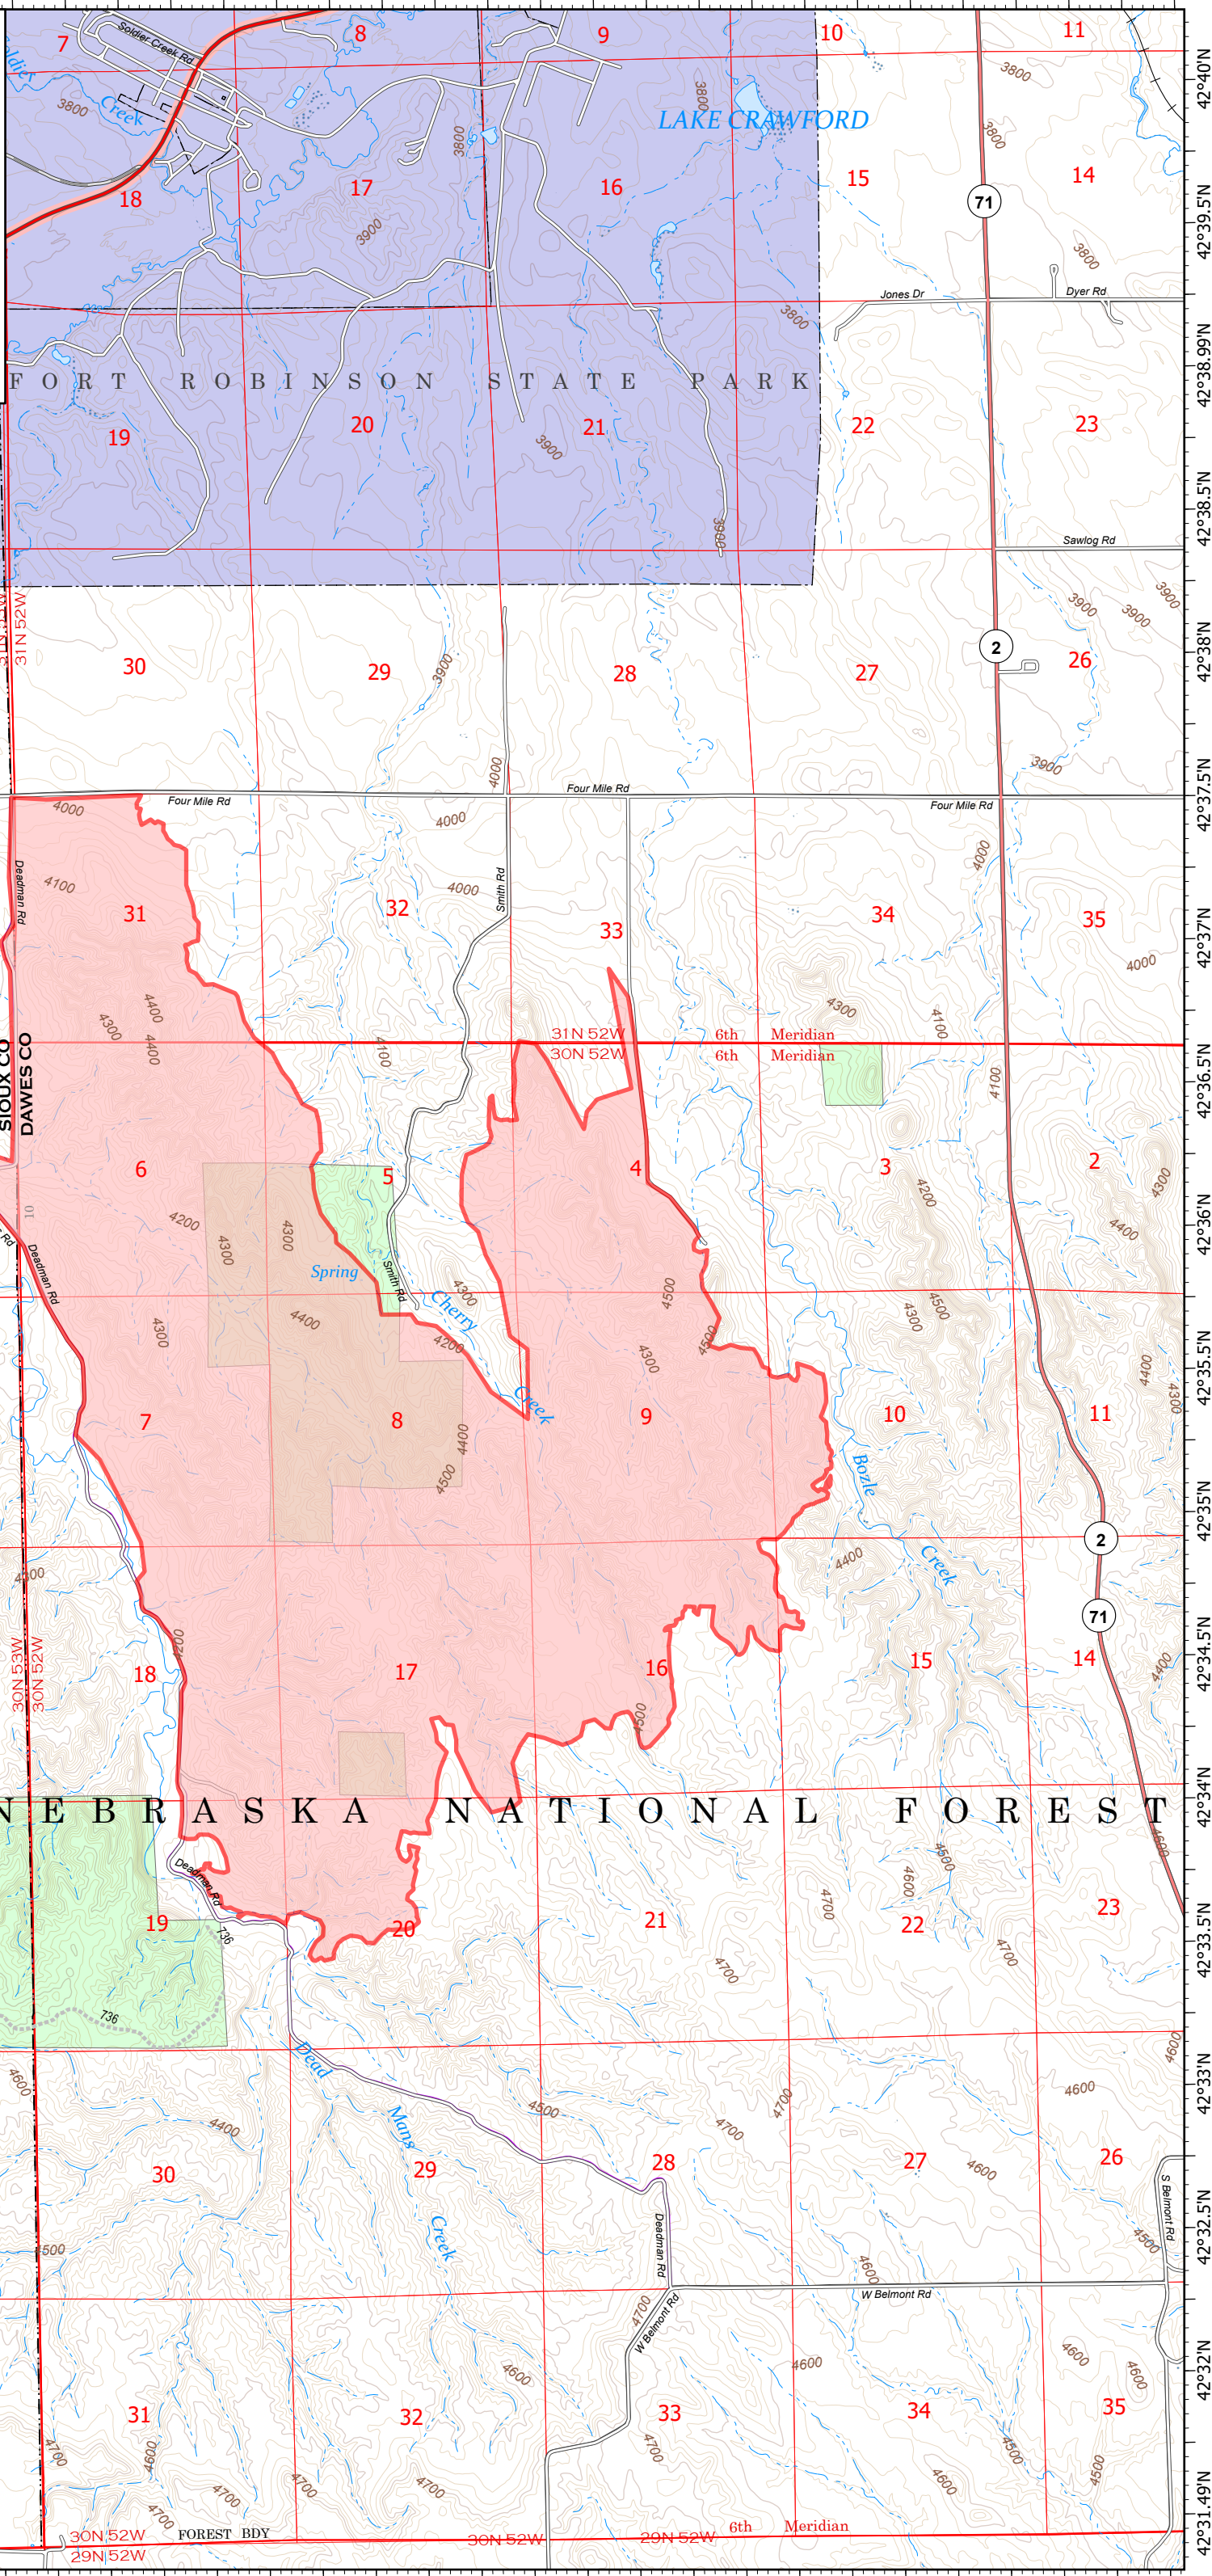 7
8
9
10
11
Soldier Creek Rd
42°40'N
3800
3800
3800
Creek
LAKE CRAWFORD
3800
3800
18
17
16
15
14
71
42°39.5'N
3900
3800
Jones Dr
Dyer Rd
3800
42°38.99'N
FORT ROBINSON STATE PARK
19
20
21
22
23
3900
42°38.5'N
3900
Sawlog Rd
31N 52W
3900
3900
3900
42°38'N
2
30
29
28
27
26
3900
4000
3900
42°37.5'N
Four Mile Rd
Four Mile Rd
Four Mile Rd
4000
4000
4000
Deadman Rd
4100
4000
Smith Rd
31
32
33
34
35
42°37'N
4000
4400
4300
4400
4300
4100
4100
31N 52W
6th Meridian
30N 52W
6th Meridian
SIOUX CO
DAWES CO
4100
42°36.5'N
6
5
4
3
2
4300
4200
10
4200
4300
4300
4400
42°36'N
Deadman Rd
Spring
Smith Rd
Cherry
4300
4500
4300
4500
4400
4300
4200
4300
4500
42°35.5'N
4400
4300
Creek
7
8
9
10
11
4400
4500
Bozle
42°35'N
2
4400
Creek
71
42°34.5'N
30N 53W
30N 52W
4200
18
17
16
15
14
4400
42°34'N
NEBRASKA NATIONAL FOREST
4600
4500
4600
Deadman Rd
4700
19
20
21
22
23
736
42°33.5'N
4700
4700
736
Dead
4600
42°33'N
4600
4600
4500
4700
4700
4400
Mans
30
29
28
27
26
4600
S Belmont Rd
42°32.5'N
Creek
Deadman Rd
4500
4500
4600
W Belmont Rd
4700
W Belmont Rd
4600
42°32'N
4600
4600
4600
31
32
33
34
35
4700
4600
4700
4500
4700
4700
4700
4600
4500
42°31.49'N
4700
30N 52W
FOREST BDY
30N 52W
29N 52W
6th Meridian
29N 52W